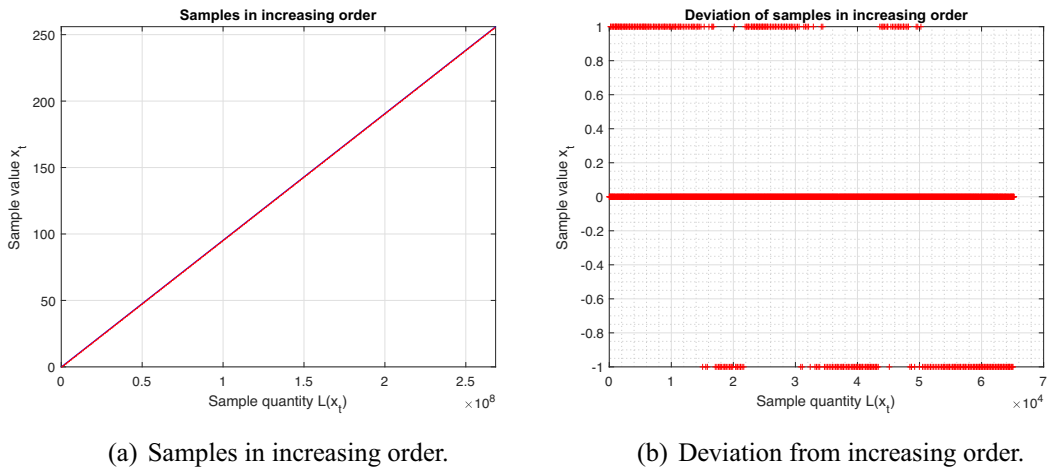 Samples in increasing order
Sample value x_t
250
200
150
100
50
0
0 0.5 1 1.5 2 2.5
×10^8
Sample quantity L(x_t)
(a) Samples in increasing order.
Deviation of samples in increasing order
Sample value x_t
1
0.8
0.6
0.4
0.2
0
-0.2
-0.4
-0.6
-0.8
-1
0 1 2 3 4 5 6 7
×10^4
Sample quantity L(x_t)
(b) Deviation from increasing order.